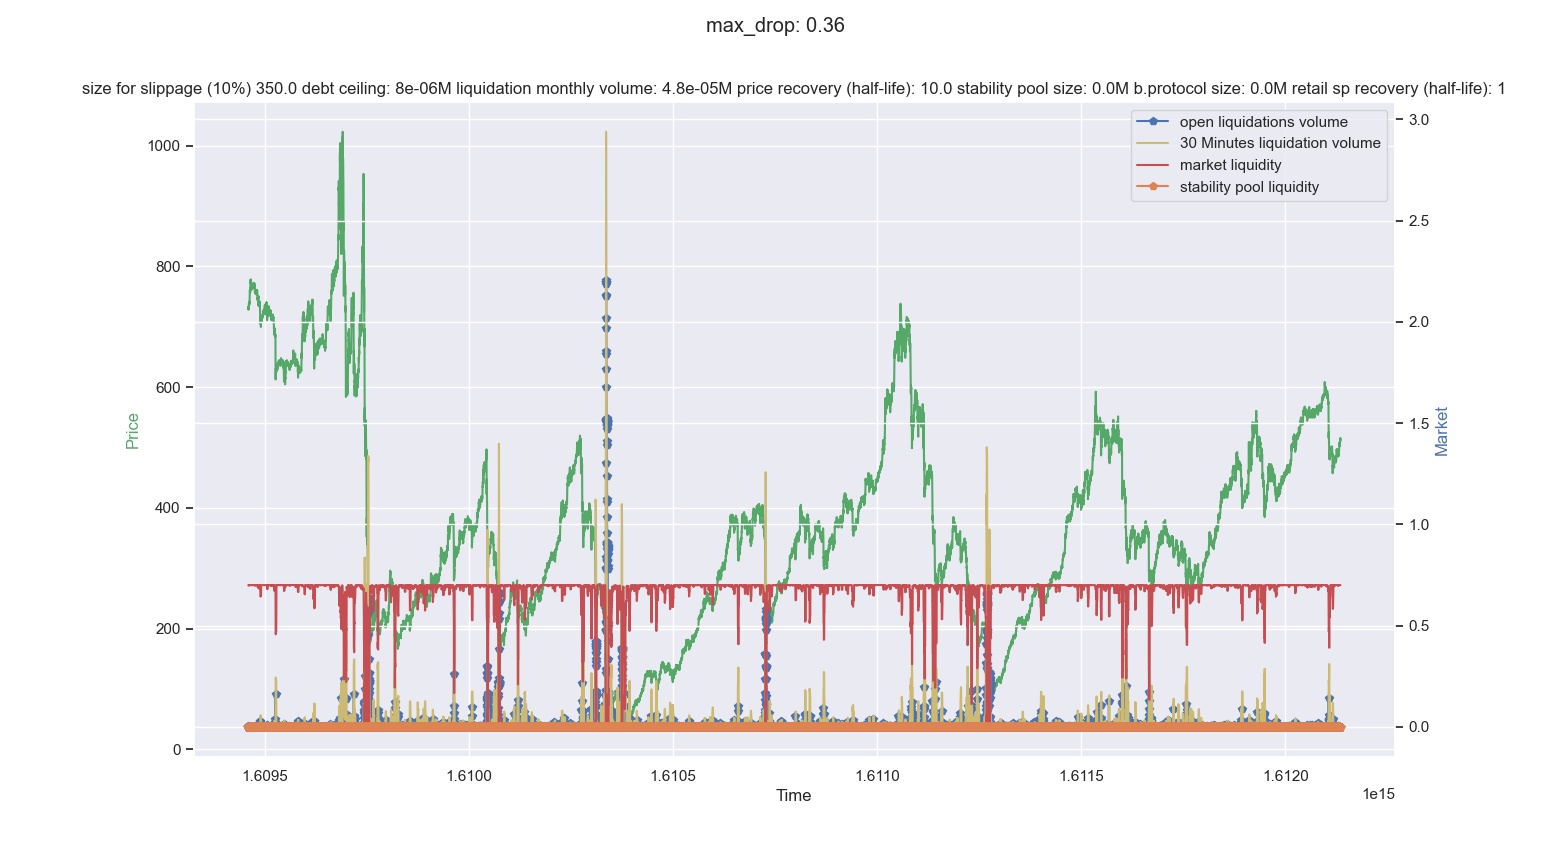 max_drop: 0.36
size for slippage (10%) 350.0 debt ceiling: 8e-06M liquidation monthly volume: 4.8e-05M price recovery (half-life): 10.0 stability pool size: 0.0M b.protocol size: 0.0M retail sp recovery (half-life): 1
open liquidations volume
30 Minutes liquidation volume
market liquidity
stability pool liquidity
1000
800
600
400
200
0
Price
3.0
2.5
2.0
1.5
1.0
0.5
0.0
Market
1.6095 1.6100 1.6105 1.6110 1.6115 1.6120
Time
1e15